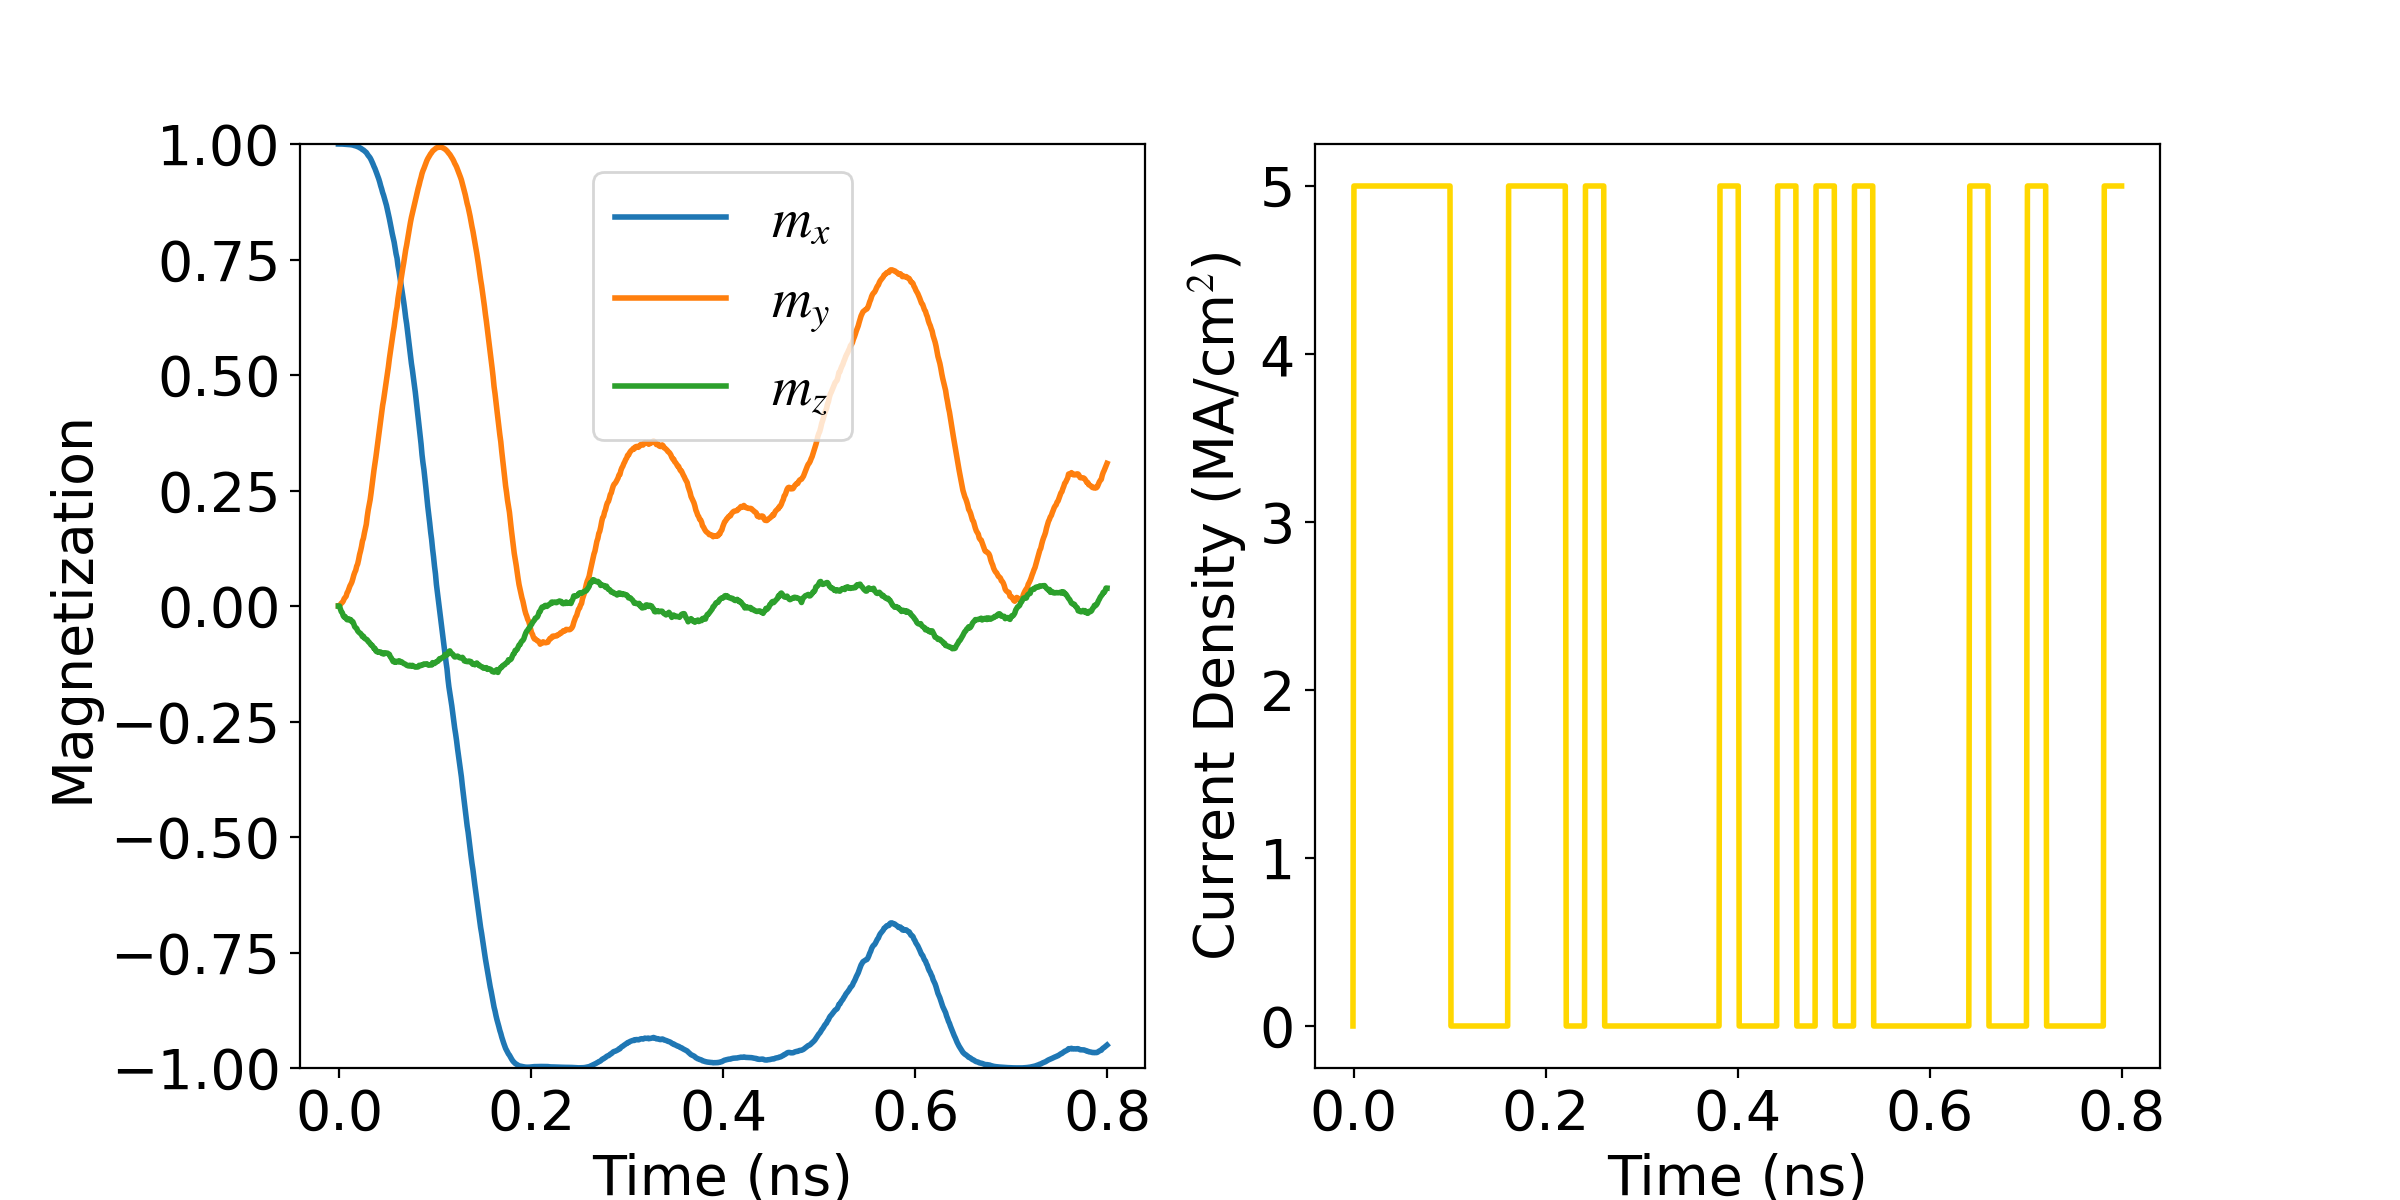 1.00
0.75
0.50
0.25
0.00
−0.25
−0.50
−0.75
−1.00
Magnetization
0.0 0.2 0.4 0.6 0.8
Time (ns)
m_x
m_y
m_z
5
4
3
2
1
0
Current Density (MA/cm²)
0.0 0.2 0.4 0.6 0.8
Time (ns)